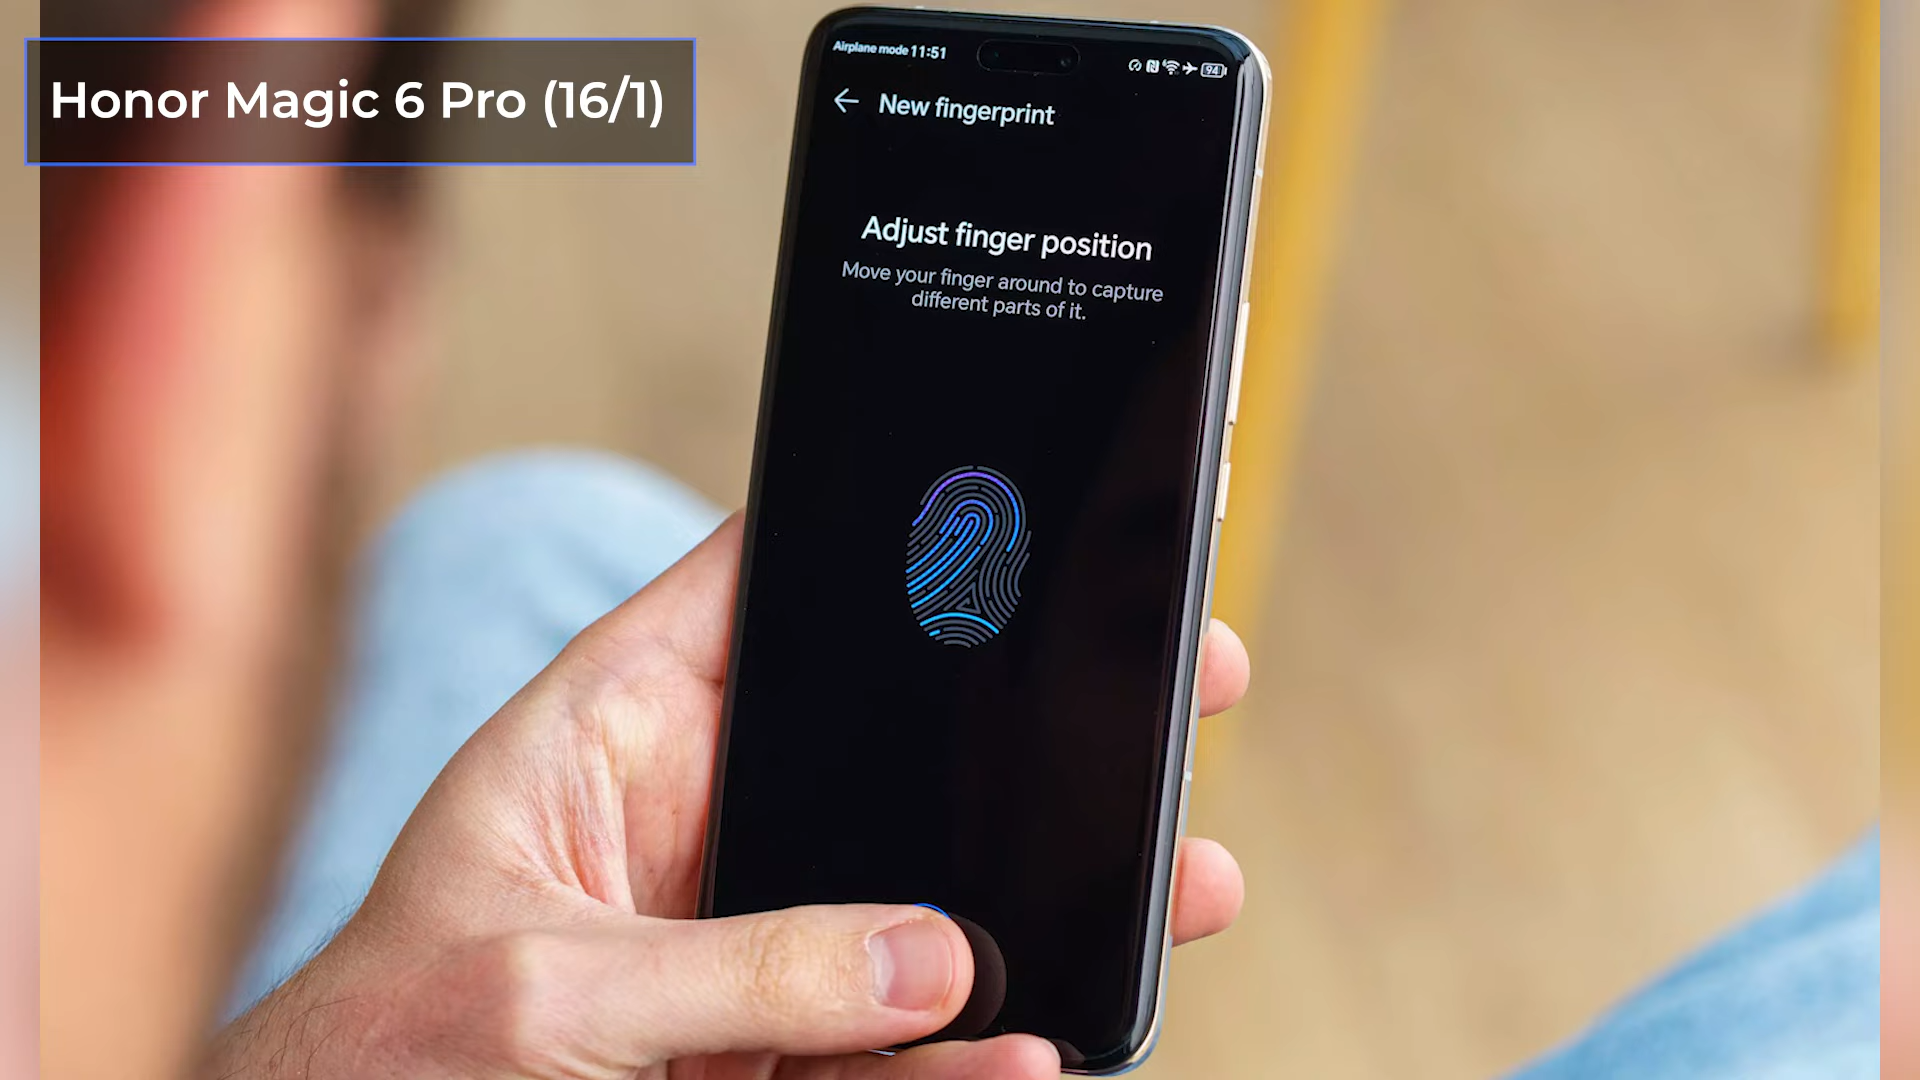 Honor Magic 6 Pro (16/1)
Airplane mode 11:51
94
New fingerprint
Adjust finger position
Move your finger around to capture
different parts of it.